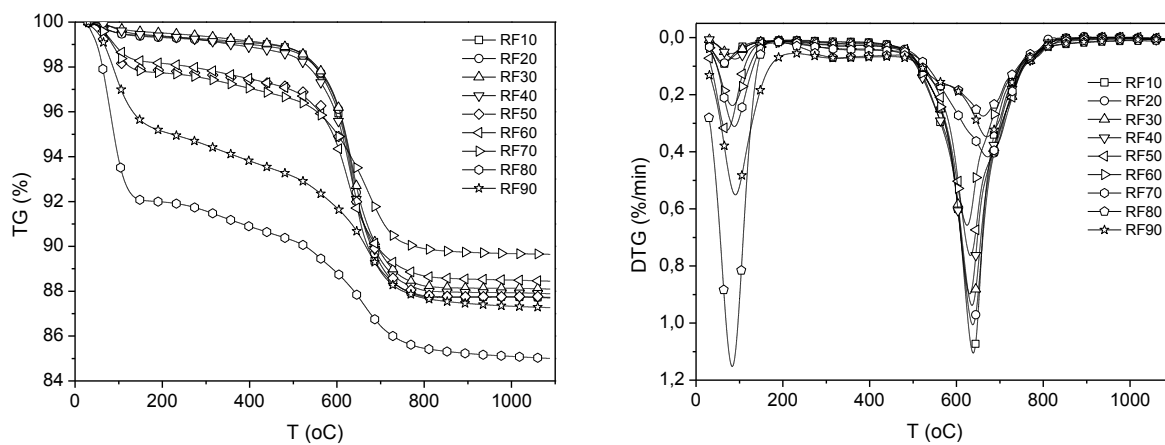 100
98
96
94
92
90
88
86
84
TG (%)
0
200
400
600
800
1000
T (oC)
RF10
RF20
RF30
RF40
RF50
RF60
RF70
RF80
RF90
0,0
0,2
0,4
0,6
0,8
1,0
1,2
DTG (%/min)
0
200
400
600
800
1000
T (oC)
RF10
RF20
RF30
RF40
RF50
RF60
RF70
RF80
RF90